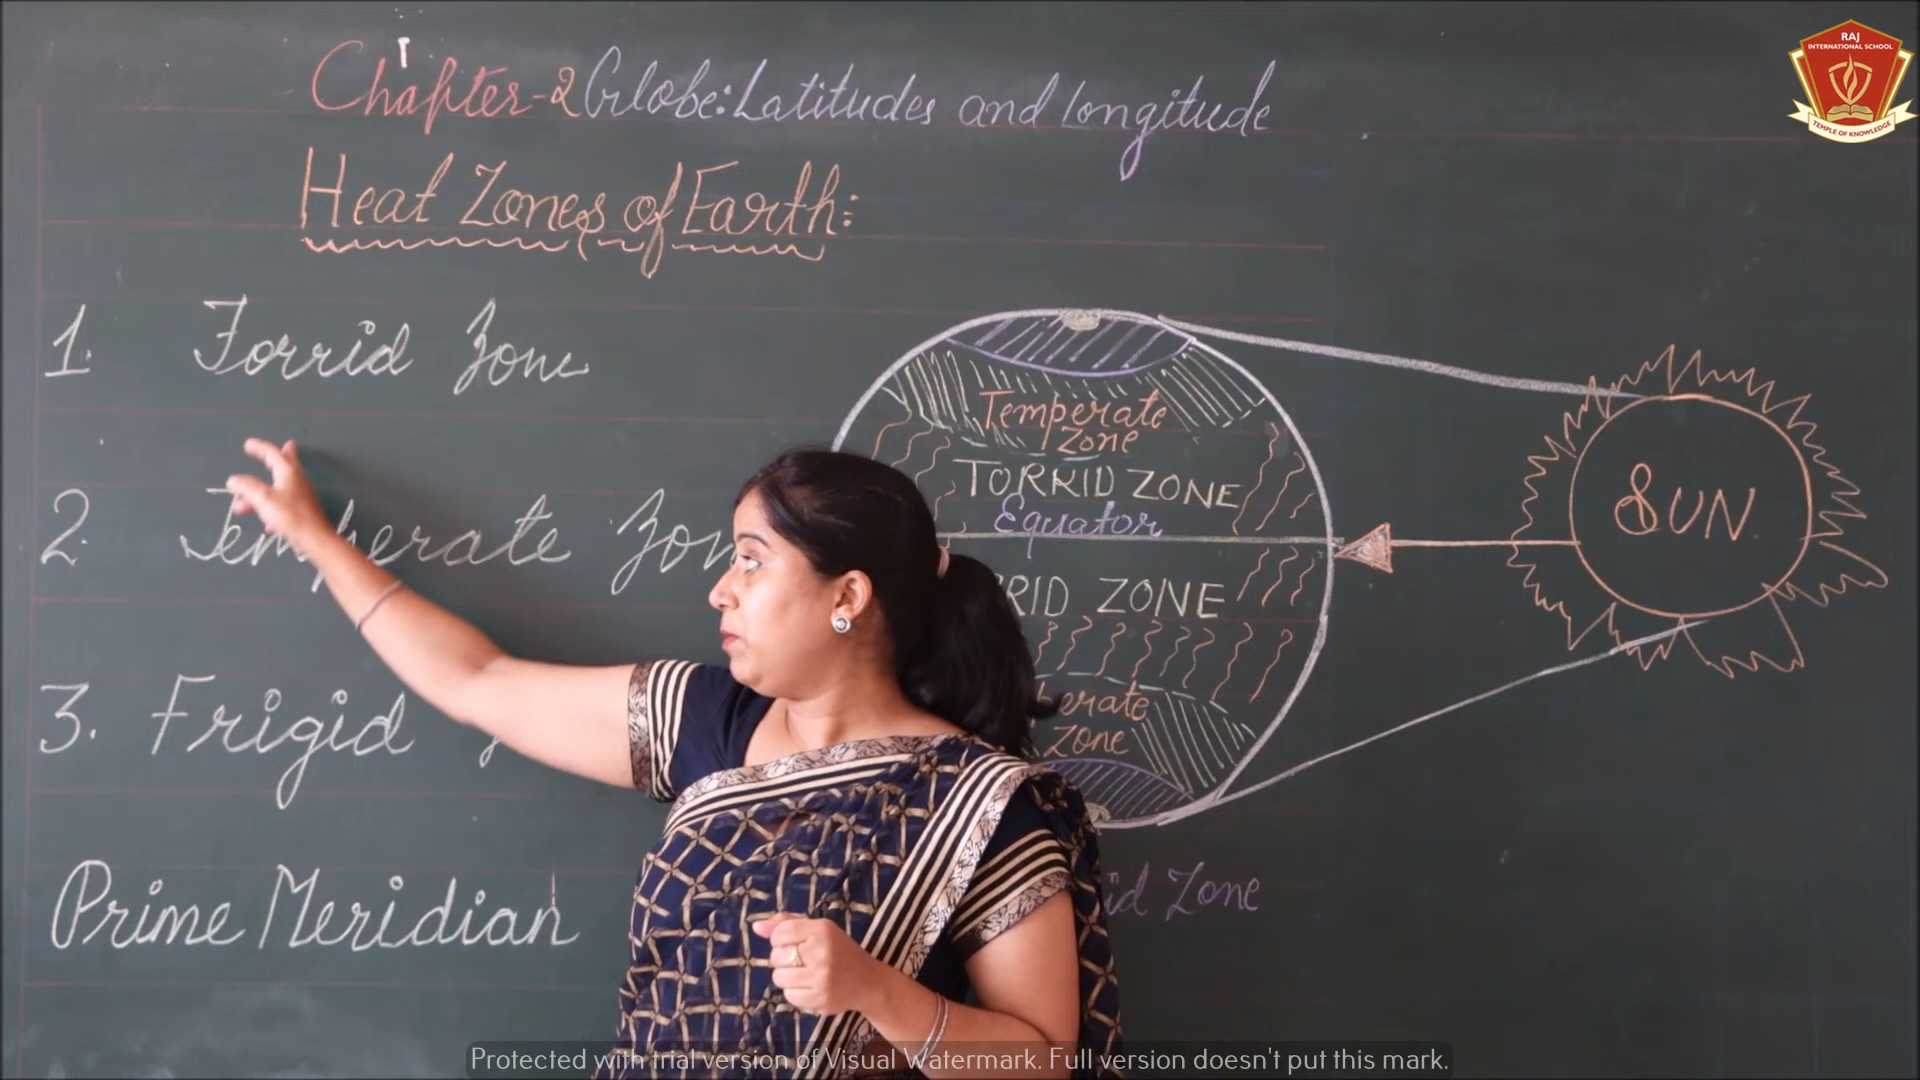 Chapter-2 Globe: Latitudes and longitude
Heat Zones of Earth:
1. Torrid Zone
2. Temperate Zon
3. Frigid
Prime Meridian
Temperate
Zone
TORRID ZONE
Equator
RID ZONE
perate
Zone
id Zone
SUN
RAJ
INTERNATIONAL SCHOOL
TEMPLE OF KNOWLEDGE
Protected with trial version of Visual Watermark. Full version doesn't put this mark.